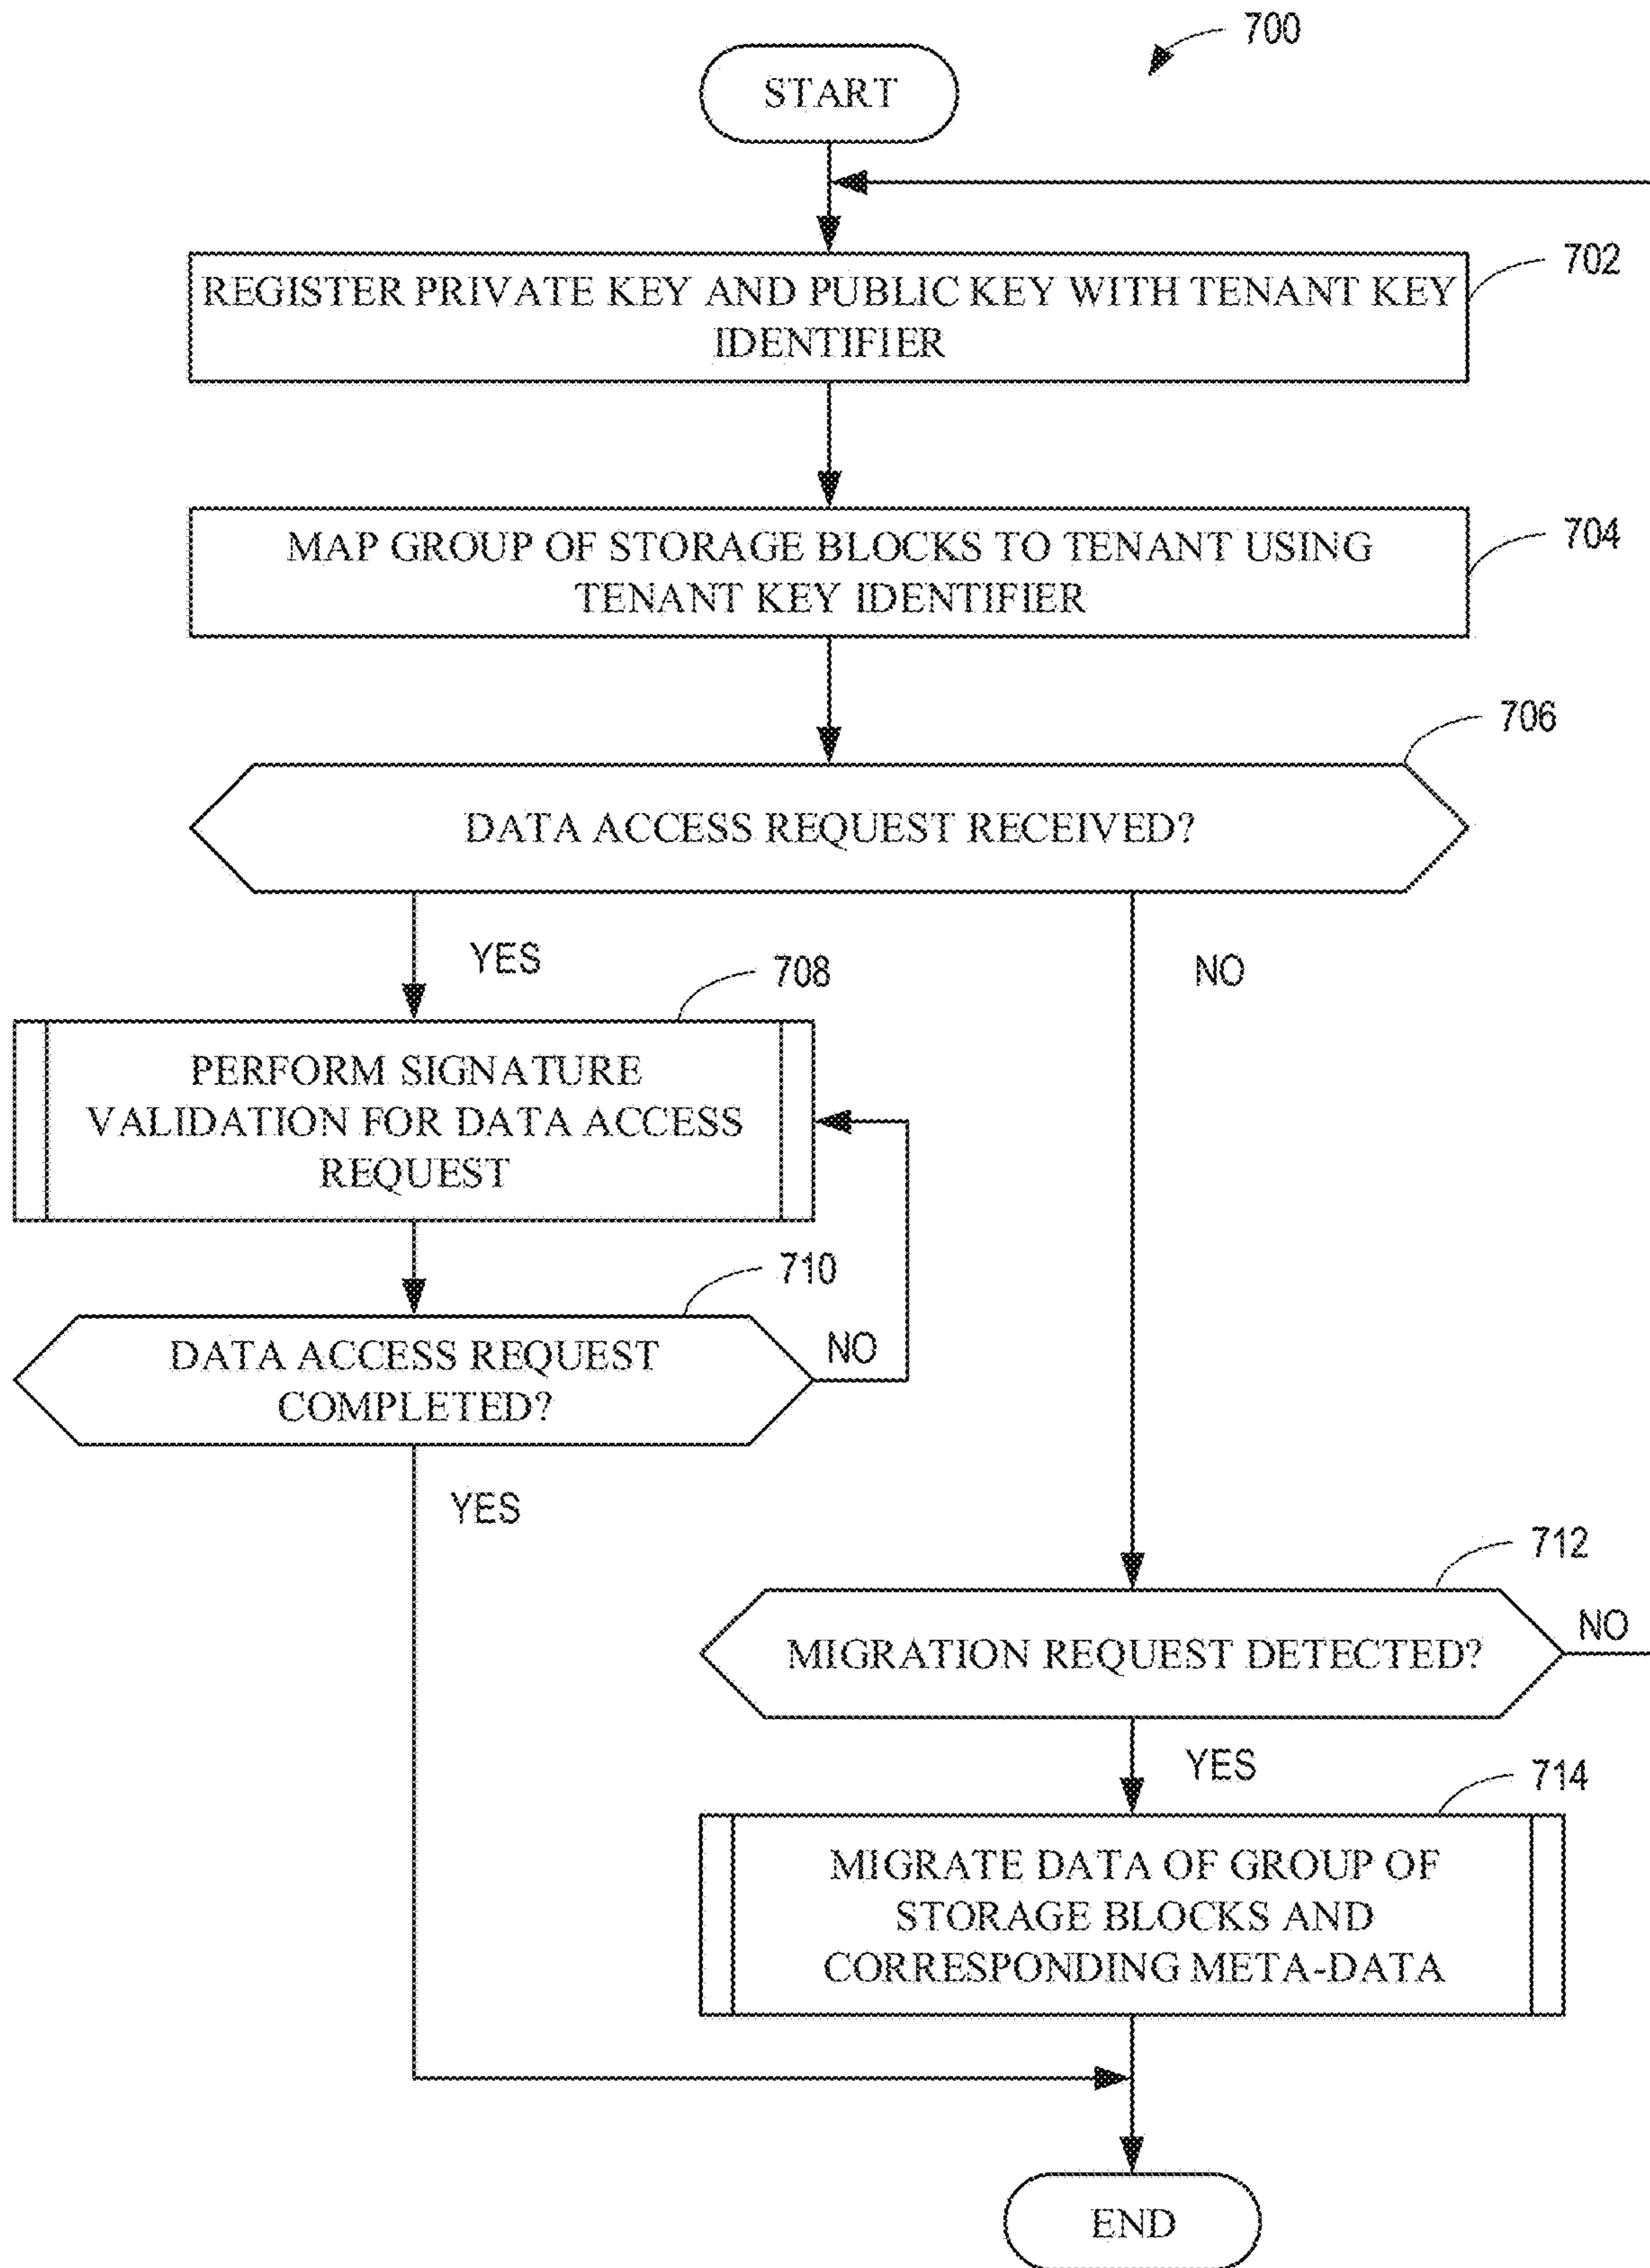 700
START
702
REGISTER PRIVATE KEY AND PUBLIC KEY WITH TENANT KEY
IDENTIFIER
704
MAP GROUP OF STORAGE BLOCKS TO TENANT USING
TENANT KEY IDENTIFIER
706
DATA ACCESS REQUEST RECEIVED?
YES
NO
708
PERFORM SIGNATURE
VALIDATION FOR DATA ACCESS
REQUEST
710
DATA ACCESS REQUEST
COMPLETED?
NO
YES
712
MIGRATION REQUEST DETECTED?
NO
YES
714
MIGRATE DATA OF GROUP OF
STORAGE BLOCKS AND
CORRESPONDING META-DATA
END